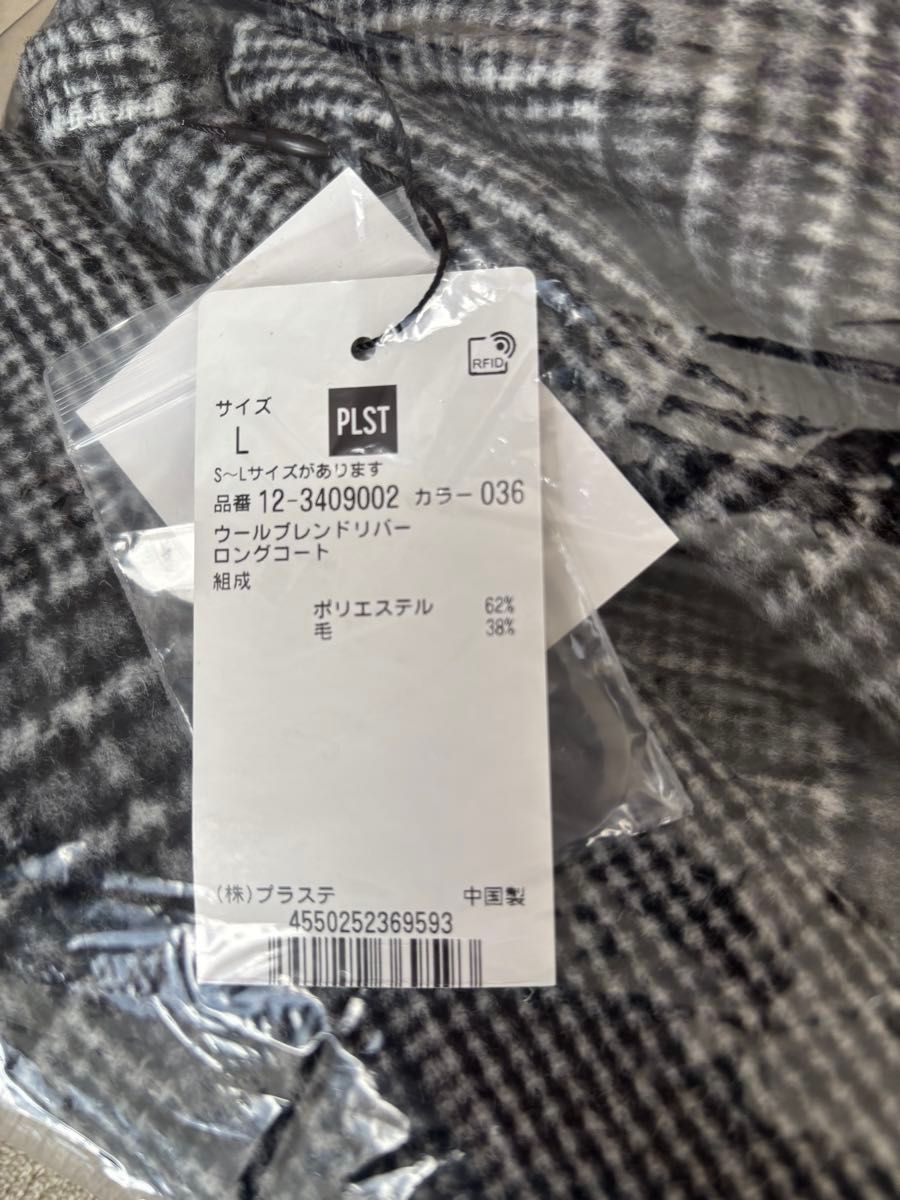 RFID
サイズ
PLST
L
S~Lサイズがあります
品番 12-3409002 カラー 036
ウールブレンドリバー
ロングコート
組成
ポリエステル 62%
毛 38%
(株)プラステ 中国製
4550252369593